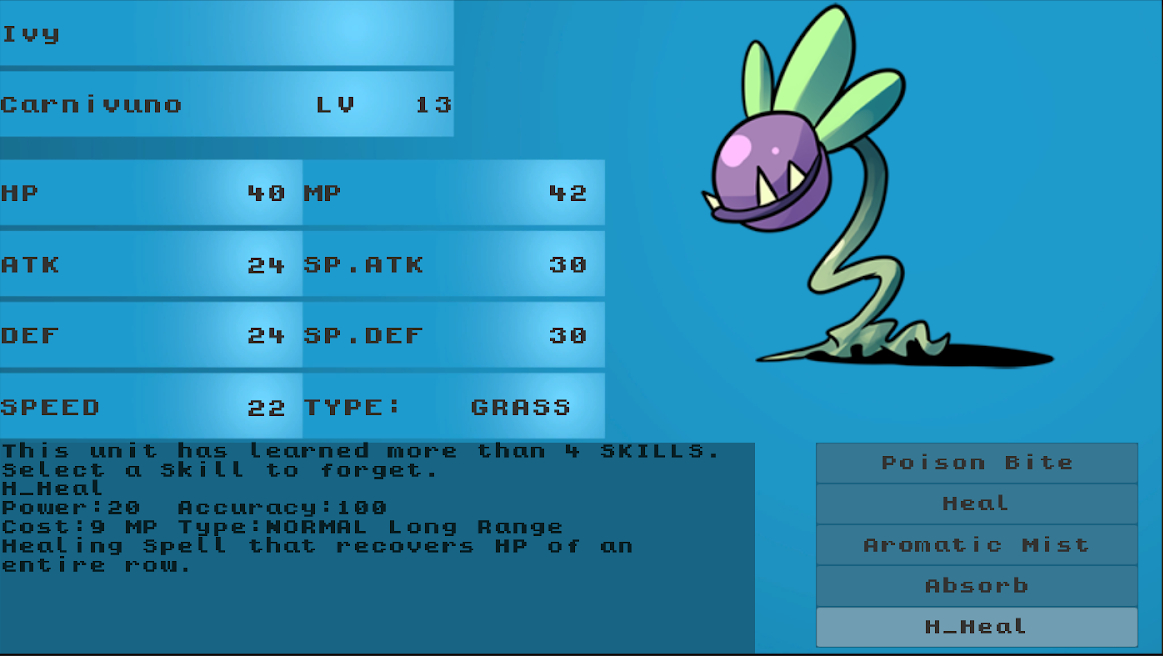 Ivy
Carnivuno LV 13
HP 40 MP 42
ATK 24 SP.ATK 30
DEF 24 SP.DEF 30
SPEED 22 TYPE: GRASS
This unit has learned more than 4 SKILLS.
Select a Skill to forget.
H_Heal
Power:20 Accuracy:100
Cost:9 MP Type:NORMAL Long Range
Healing Spell that recovers HP of an
entire row.
Poison Bite
Heal
Aromatic Mist
Absorb
H_Heal